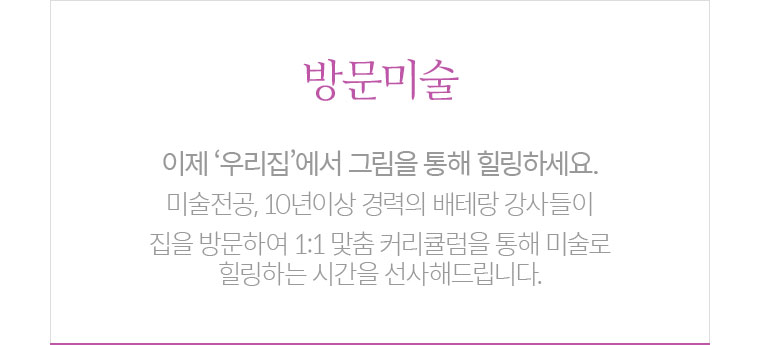 방문미술
이제 ‘우리집’에서 그림을 통해 힐링하세요.
미술전공, 10년이상 경력의 배테랑 강사들이
집을 방문하여 1:1 맞춤 커리큘럼을 통해 미술로
힐링하는 시간을 선사해드립니다.